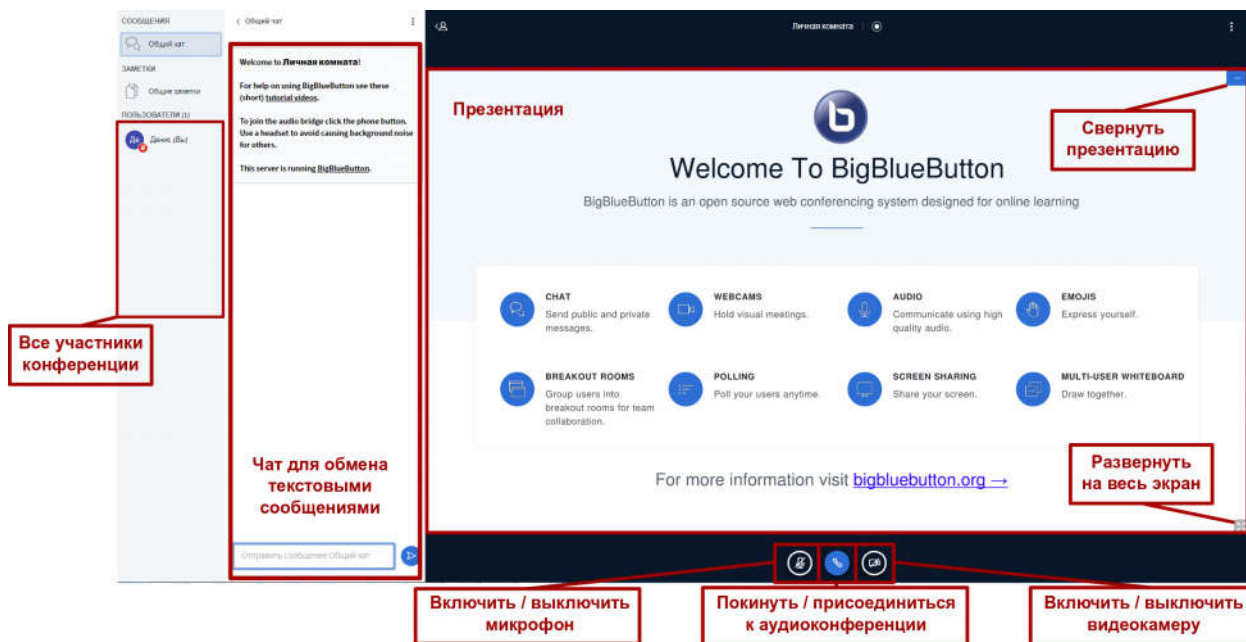 СООБЩЕНИЯ
Общий чат
ЗАМЕТКИ
Общие заметки
ПОЛЬЗОВАТЕЛИ (1)
Да
Денис (Вы)
Все участники
конференции
Общий чат
Welcome to Личная комната!
For help on using BigBlueButton see these
(short) tutorial videos.
To join the audio bridge click the phone button.
Use a headset to avoid causing background noise
for others.
This server is running BigBlueButton.
Чат для обмена
текстовыми
сообщениями
Отправить сообщение Общий чат
Личная комната
Презентация
Свернуть
презентацию
Welcome To BigBlueButton
BigBlueButton is an open source web conferencing system designed for online learning
CHAT
Send public and private
messages.
WEBCAMS
Hold visual meetings.
AUDIO
Communicate using high
quality audio.
EMOJIS
Express yourself.
BREAKOUT ROOMS
Group users into
breakout rooms for team
collaboration.
POLLING
Poll your users anytime.
SCREEN SHARING
Share your screen.
MULTI-USER WHITEBOARD
Draw together.
For more information visit bigbluebutton.org →
Развернуть
на весь экран
Включить / выключить
микрофон
Покинуть / присоединиться
к аудиоконференции
Включить / выключить
видеокамеру